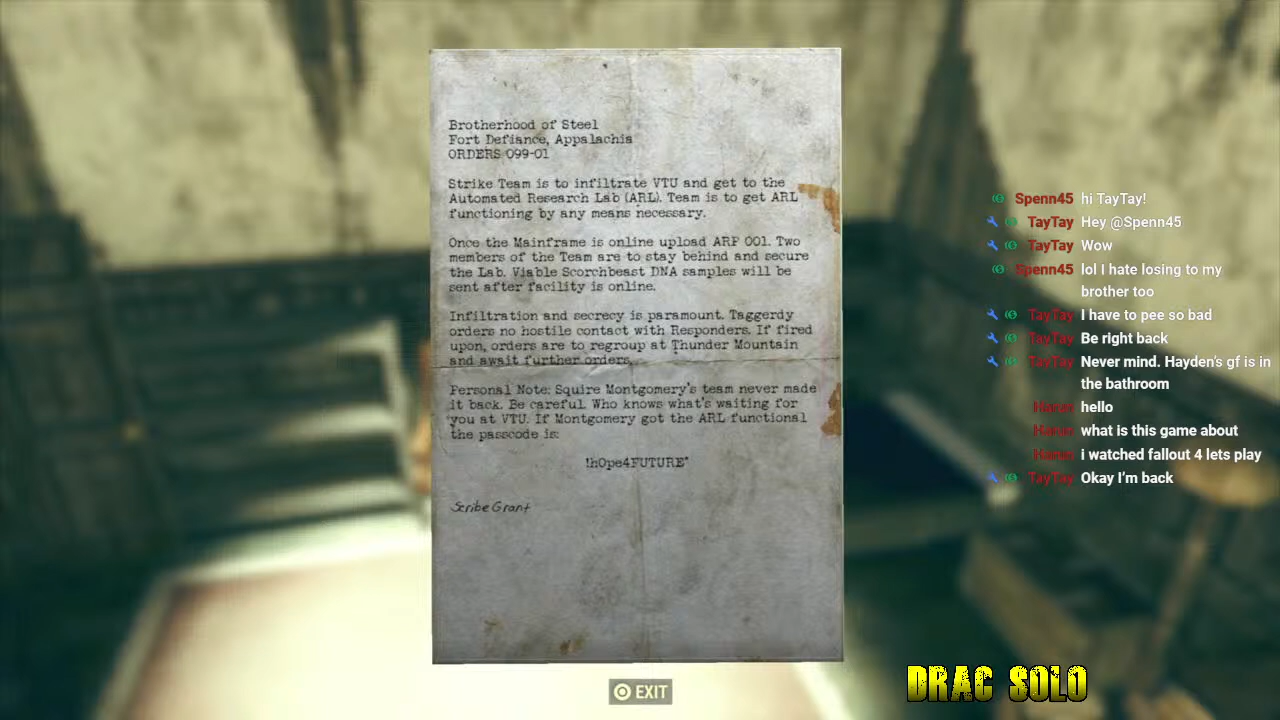 Brotherhood of Steel
Fort Defiance, Appalachia
ORDERS 099-01
Strike Team is to infiltrate VTU and get to the
Automated Research Lab (ARL). Team is to get ARL
functioning by any means necessary.
Once the Mainframe is online upload ARP 001. Two
members of the Team are to stay behind and secure
the Lab. Viable Scorchbeast DNA samples will be
sent after facility is online.
Infiltration and secrecy is paramount. Taggerdy
orders no hostile contact with Responders. If fired
upon, orders are to regroup at Thunder Mountain
and await further orders.
Personal Note: Squire Montgomery's team never made
it back. Be careful. Who knows what's waiting for
you at VTU. If Montgomery got the ARL functional
the passcode is:
!hOpe4FUTURE*
Scribe Grant
EXIT
Spenn45 hi TayTay!
TayTay Hey @Spenn45
TayTay Wow
Spenn45 lol I hate losing to my
brother too
TayTay I have to pee so bad
TayTay Be right back
TayTay Never mind. Hayden's gf is in
the bathroom
hello
what is this game about
i watched fallout 4 lets play
TayTay Okay I'm back
DRAC SOLO